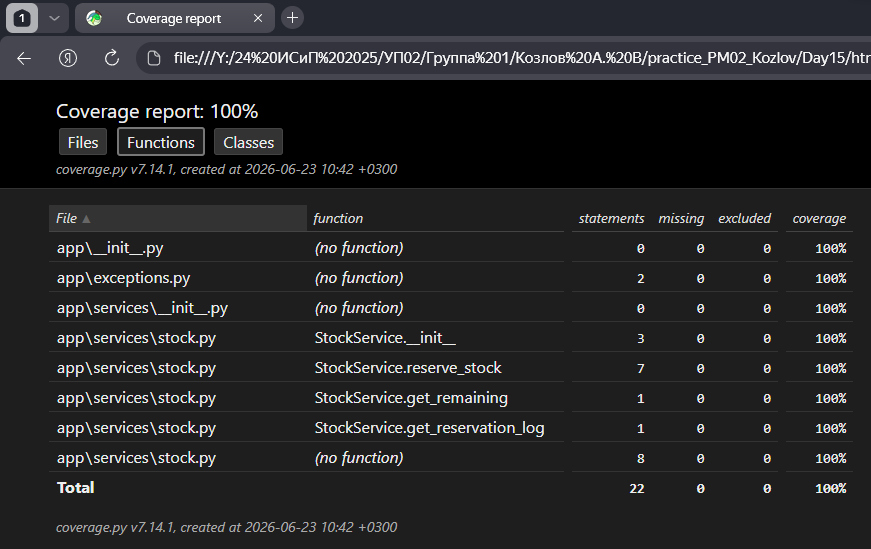 1 Coverage report
file:///Y:/24%20ИСиП%202025/УП02/Группа%201/Козлов%20А.%20В/practice_PM02_Kozlov/Day15/htm
Coverage report: 100%
Files Functions Classes
coverage.py v7.14.1, created at 2026-06-23 10:42 +0300
File ▲ function statements missing excluded coverage
app\__init__.py (no function) 0 0 0 100%
app\exceptions.py (no function) 2 0 0 100%
app\services\__init__.py (no function) 0 0 0 100%
app\services\stock.py StockService.__init__ 3 0 0 100%
app\services\stock.py StockService.reserve_stock 7 0 0 100%
app\services\stock.py StockService.get_remaining 1 0 0 100%
app\services\stock.py StockService.get_reservation_log 1 0 0 100%
app\services\stock.py (no function) 8 0 0 100%
Total 22 0 0 100%
coverage.py v7.14.1, created at 2026-06-23 10:42 +0300